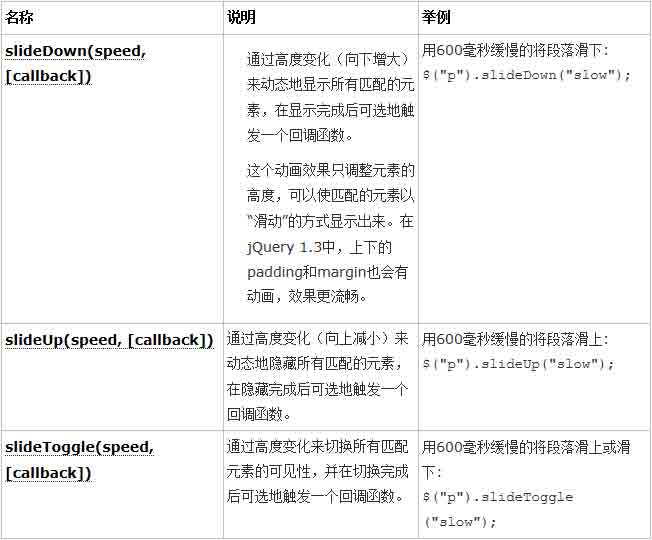 名称
说明
举例
slideDown(speed,
[callback])
通过高度变化（向下增大）
来动态地显示所有匹配的元
素，在显示完成后可选地触
发一个回调函数。
这个动画效果只调整元素的
高度，可以使匹配的元素以
“滑动”的方式显示出来。在
jQuery 1.3中，上下的
padding和margin也会有
动画，效果更流畅。
用600毫秒缓慢的将段落滑下：
$("p").slideDown("slow");
slideUp(speed, [callback])
通过高度变化（向上减小）来
动态地隐藏所有匹配的元素，
在隐藏完成后可选地触发一个
回调函数。
用600毫秒缓慢的将段落滑上：
$("p").slideUp("slow");
slideToggle(speed,
[callback])
通过高度变化来切换所有匹配
元素的可见性，并在切换完成
后可选地触发一个回调函数。
用600毫秒缓慢的将段落滑上或滑
下：
$("p").slideToggle
("slow");